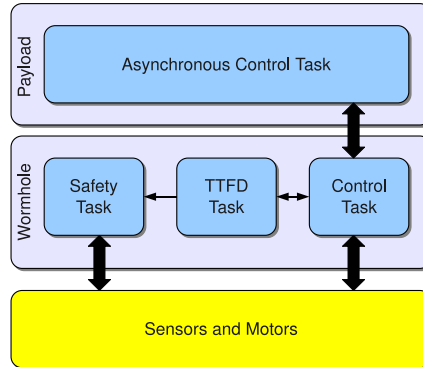 Payload
Asynchronous Control Task
Wormhole
Safety
Task
TTFD
Task
Control
Task
Sensors and Motors